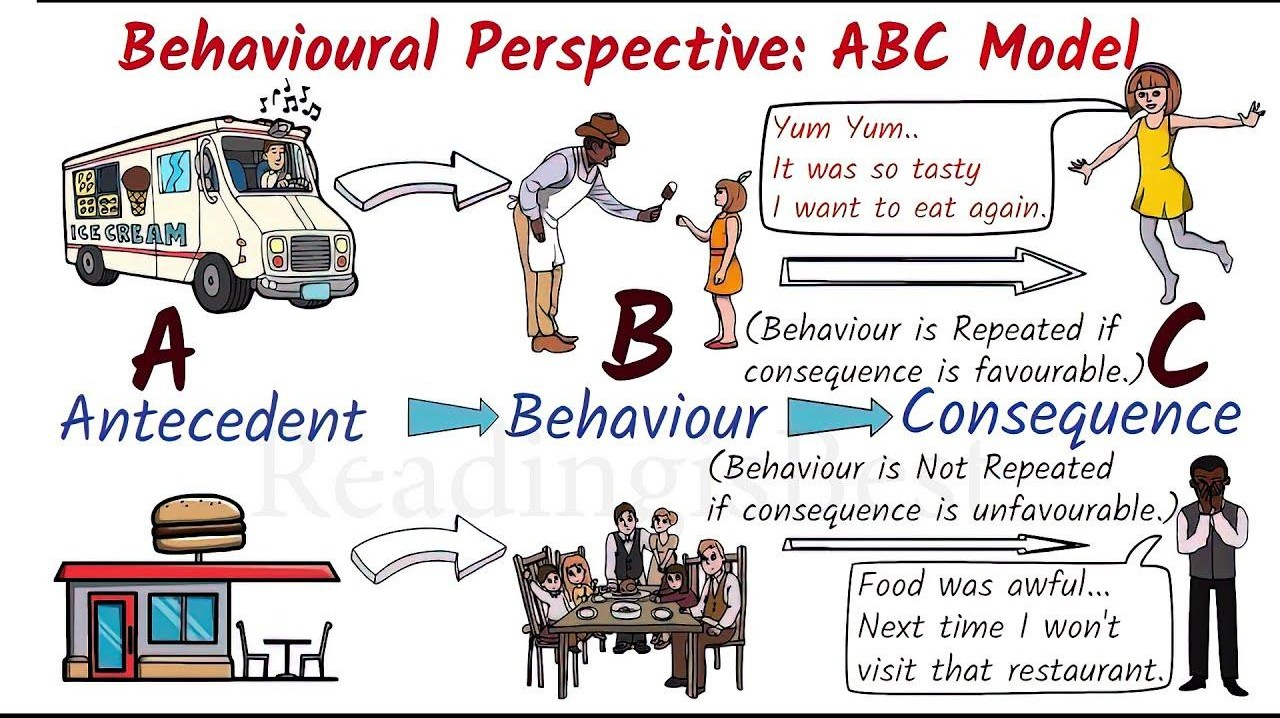 Behavioural Perspective: ABC Model
ICE CREAM
Yum Yum..
It was so tasty
I want to eat again.
A
B
C
(Behaviour is Repeated if
consequence is favourable.)
Antecedent
Behaviour
Consequence
ReadingisBest
(Behaviour is Not Repeated
if consequence is unfavourable.)
Food was awful...
Next time I won't
visit that restaurant.